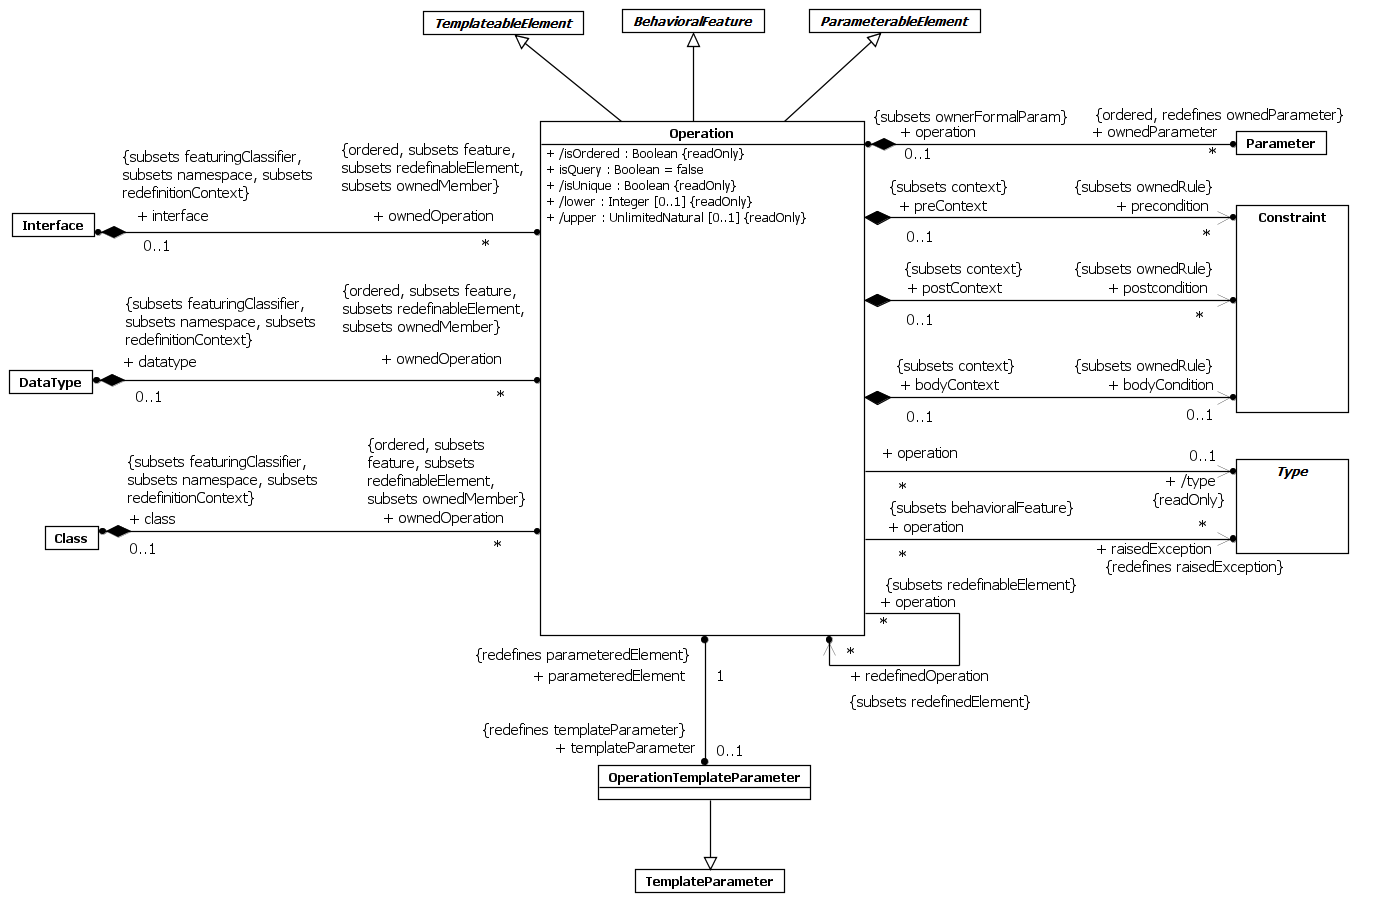 TemplateableElement
BehavioralFeature
ParameterableElement
Operation
+ /isOrdered : Boolean {readOnly}
+ isQuery : Boolean = false
+ /isUnique : Boolean {readOnly}
+ /lower : Integer [0..1] {readOnly}
+ /upper : UnlimitedNatural [0..1] {readOnly}
{subsets featuringClassifier,
subsets namespace, subsets
redefinitionContext}
+ interface
0..1
Interface
{ordered, subsets feature,
subsets redefinableElement,
subsets ownedMember}
+ ownedOperation
*
{subsets featuringClassifier,
subsets namespace, subsets
redefinitionContext}
+ datatype
0..1
DataType
{ordered, subsets feature,
subsets redefinableElement,
subsets ownedMember}
+ ownedOperation
*
{subsets featuringClassifier,
subsets namespace, subsets
redefinitionContext}
+ class
0..1
Class
{ordered, subsets
feature, subsets
redefinableElement,
subsets ownedMember}
+ ownedOperation
*
{subsets ownerFormalParam}
+ operation
0..1
{ordered, redefines ownedParameter}
+ ownedParameter
*
Parameter
{subsets context}
+ preContext
0..1
{subsets ownedRule}
+ precondition
*
Constraint
{subsets context}
+ postContext
0..1
{subsets ownedRule}
+ postcondition
*
{subsets context}
+ bodyContext
0..1
{subsets ownedRule}
+ bodyCondition
0..1
+ operation
*
0..1
+ /type
{readOnly}
Type
{subsets behavioralFeature}
+ operation
*
*
+ raisedException
{redefines raisedException}
{subsets redefinableElement}
+ operation
*
*
+ redefinedOperation
{subsets redefinedElement}
{redefines parameteredElement}
+ parameteredElement
1
{redefines templateParameter}
+ templateParameter
0..1
OperationTemplateParameter
TemplateParameter